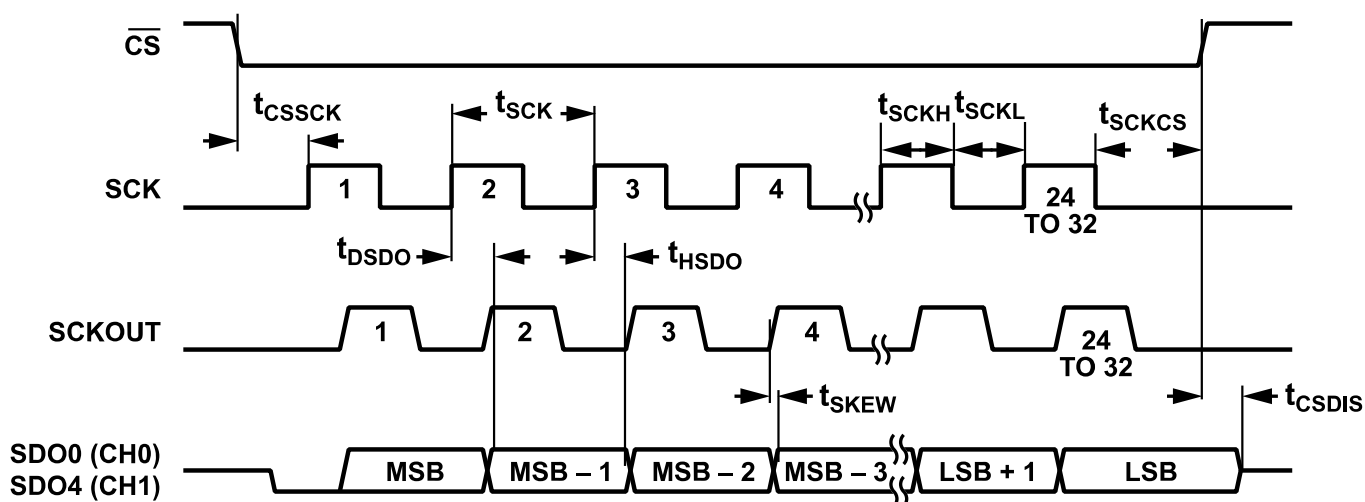 CS
tCSSCK
tSCK
tSCKH
tSCKL
tSCKCS
SCK
1
2
3
4
24
TO 32
tDSDO
tHSDO
SCKOUT
1
2
3
4
24
TO 32
tSKEW
tCSDIS
SDO0 (CH0)
SDO4 (CH1)
MSB
MSB – 1
MSB – 2
MSB – 3
LSB + 1
LSB